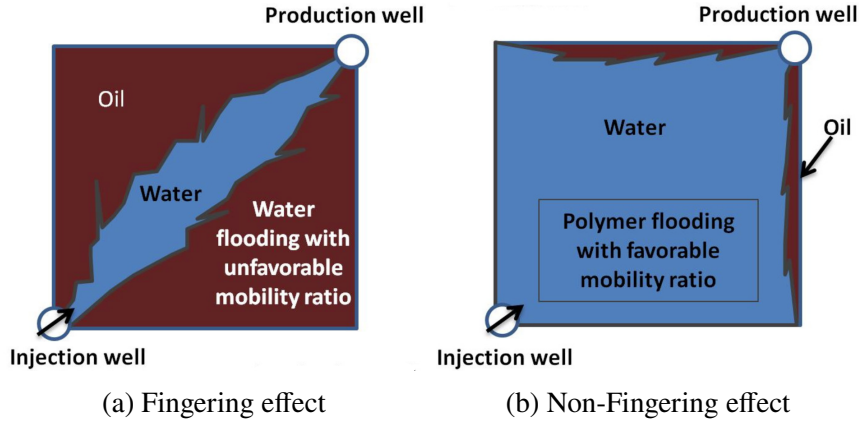 Production well
Oil
Water
Water
flooding with
unfavorable
mobility ratio
Injection well
(a) Fingering effect
Production well
Water
Oil
Polymer flooding
with favorable
mobility ratio
Injection well
(b) Non-Fingering effect